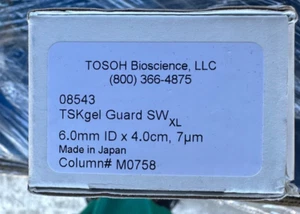 TOSOH Bioscience, LLC
(800) 366-4875
08543
TSKgel Guard SWXL
6.0mm ID x 4.0cm, 7µm
Made in Japan
Column# M0758